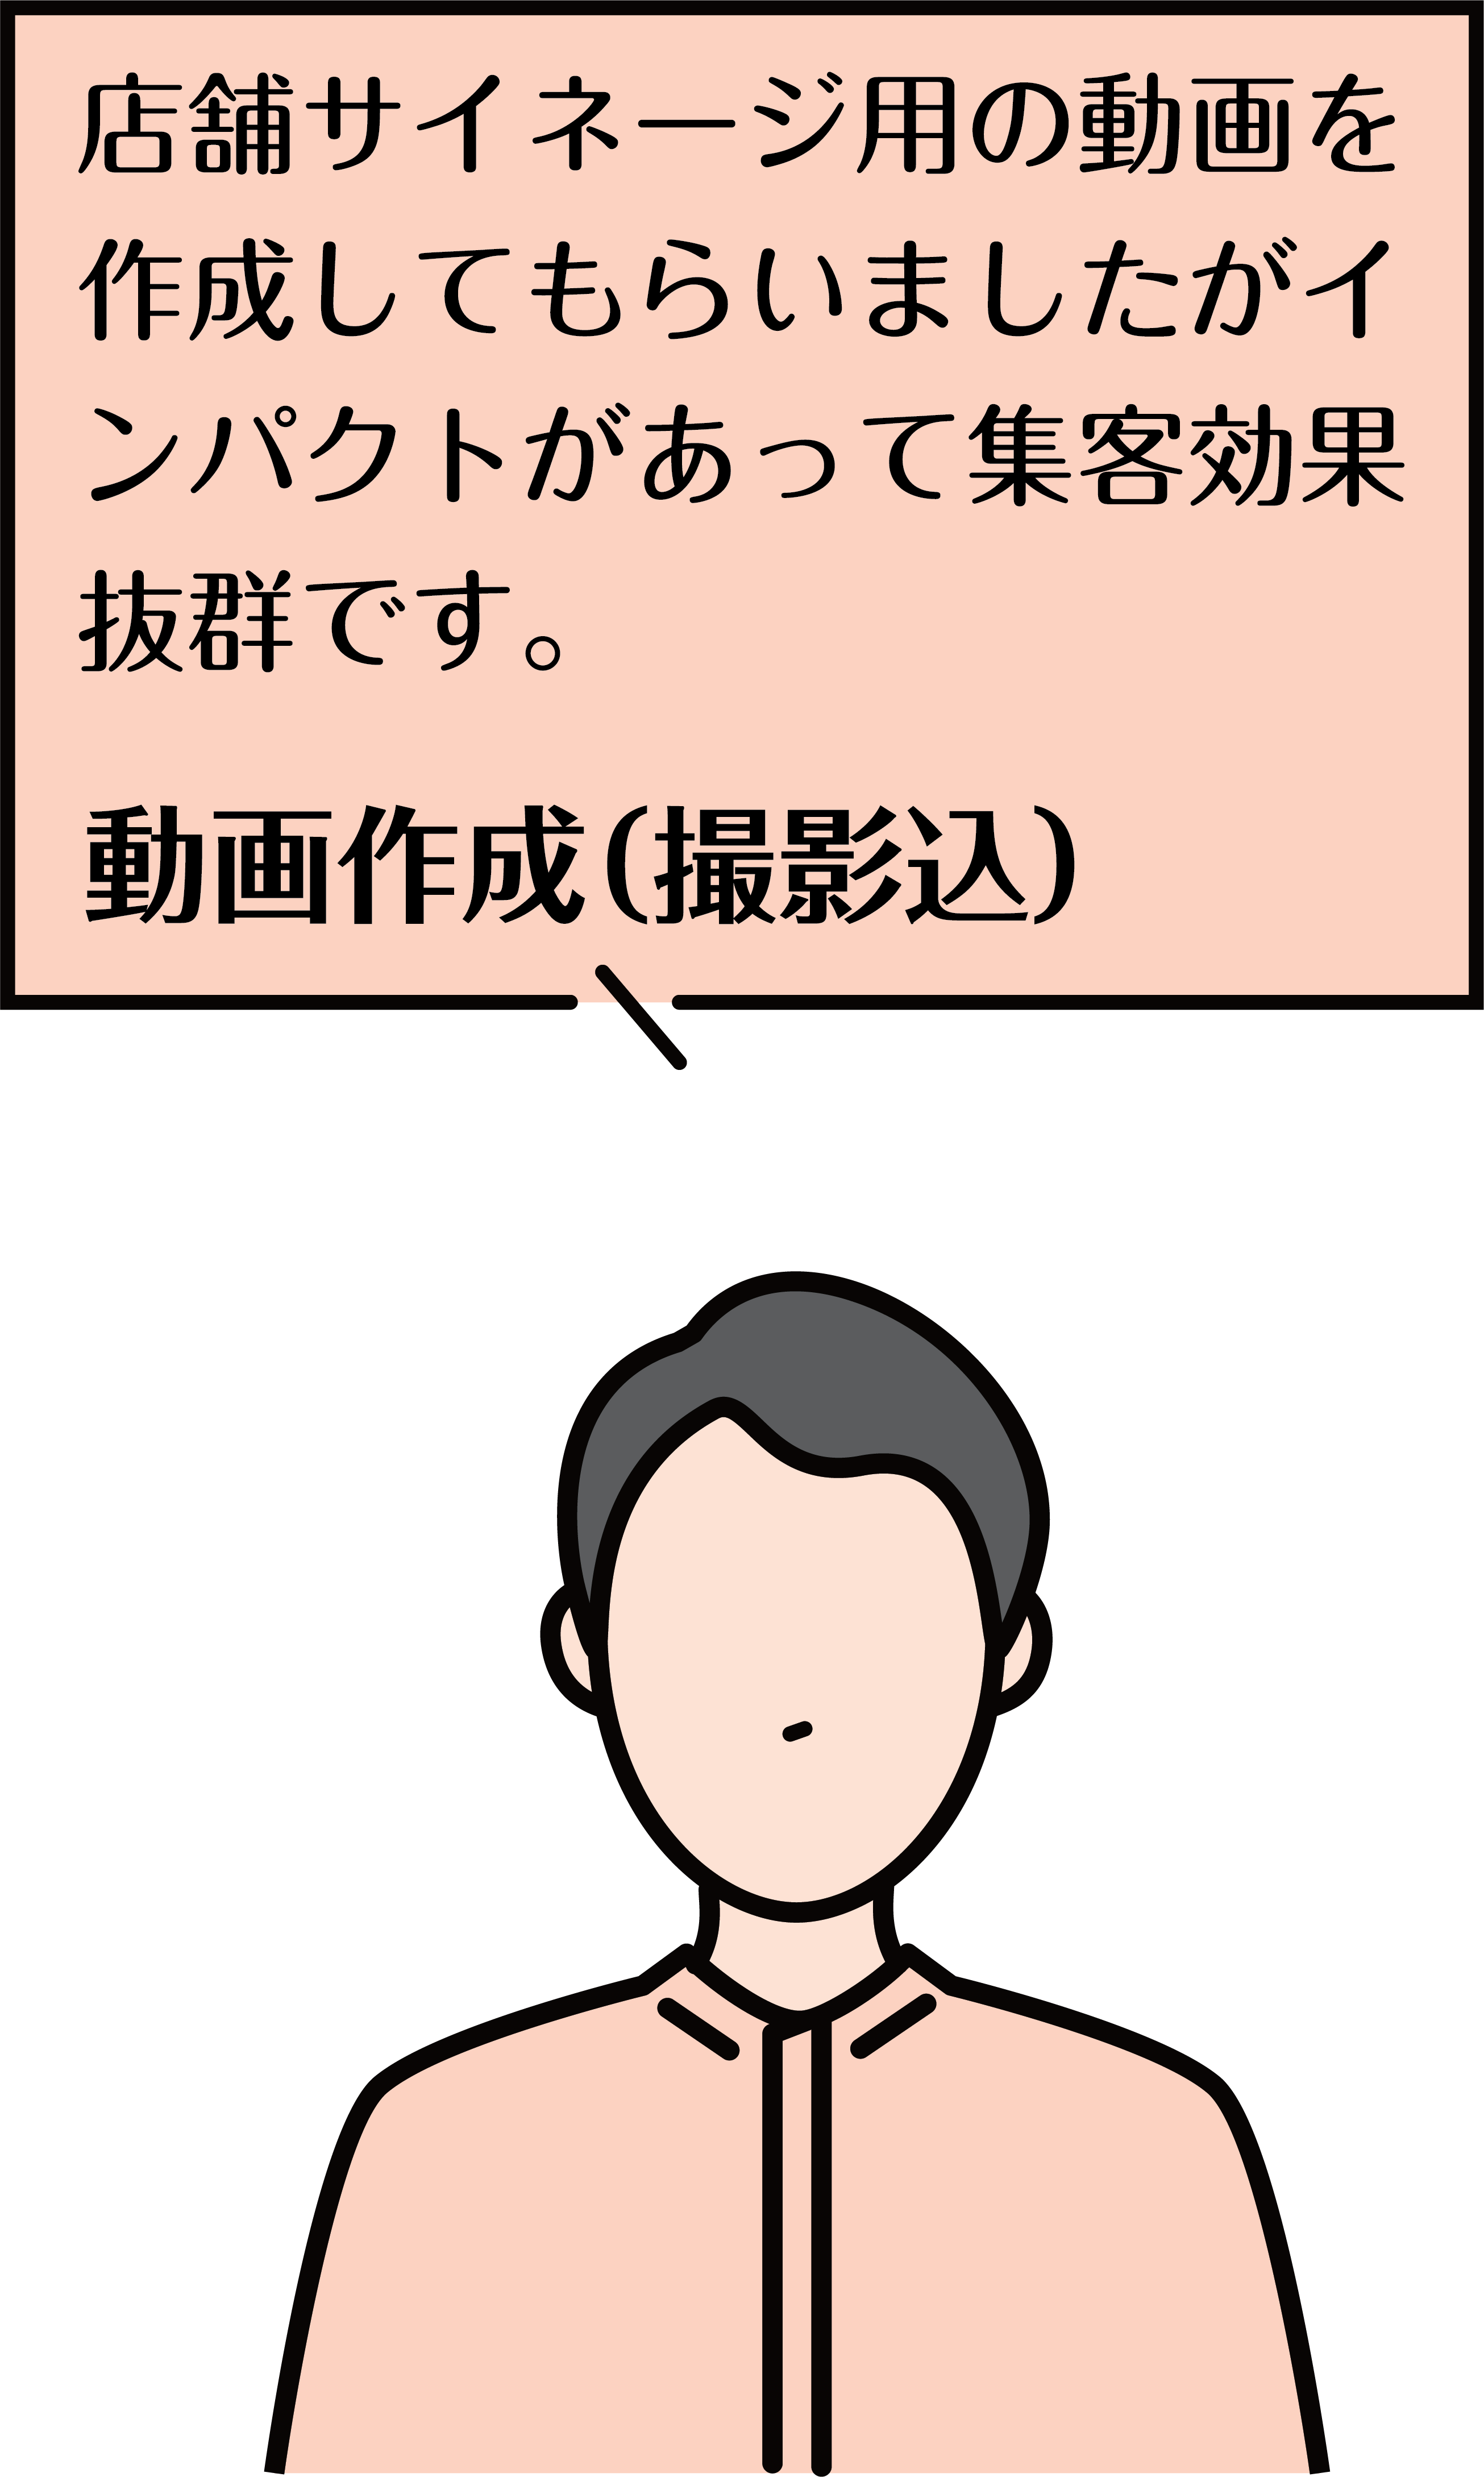 店舗サイネージ用の動画を
作成してもらいましたがイ
ンパクトがあって集客効果
抜群です。
動画作成(撮影込)